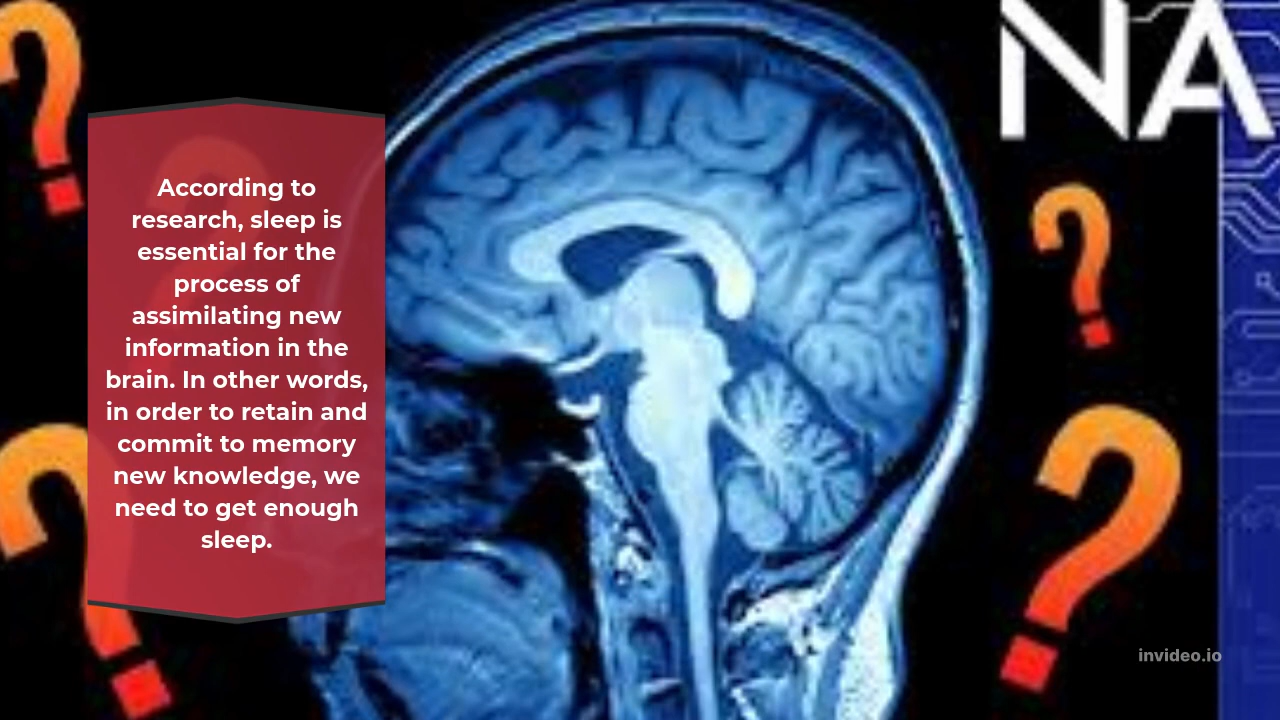 NA
According to
research, sleep is
essential for the
process of
assimilating new
information in the
brain. In other words,
in order to retain and
commit to memory
new knowledge, we
need to get enough
sleep.
invideo.io